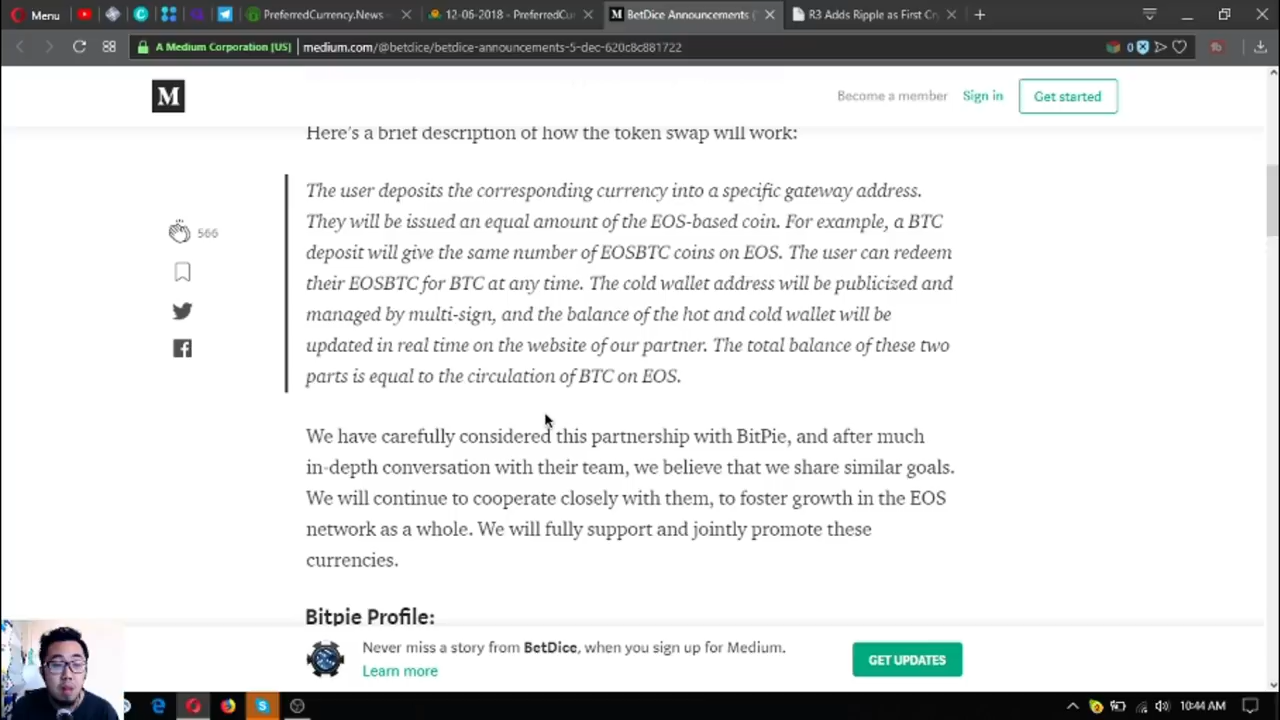 Menu
PreferredCurrency.News -
12-06-2018 - PreferredCu
BetDice Announcements (
R3 Adds Ripple as First Cr
A Medium Corporation [US]
medium.com/@betdice/betdice-announcements-5-dec-620c8c881722
0
M
Become a member
Sign in
Get started
Here's a brief description of how the token swap will work:
The user deposits the corresponding currency into a specific gateway address.
They will be issued an equal amount of the EOS-based coin. For example, a BTC
deposit will give the same number of EOSBTC coins on EOS. The user can redeem
their EOSBTC for BTC at any time. The cold wallet address will be publicized and
managed by multi-sign, and the balance of the hot and cold wallet will be
updated in real time on the website of our partner. The total balance of these two
parts is equal to the circulation of BTC on EOS.
566
We have carefully considered this partnership with BitPie, and after much
in-depth conversation with their team, we believe that we share similar goals.
We will continue to cooperate closely with them, to foster growth in the EOS
network as a whole. We will fully support and jointly promote these
currencies.
Bitpie Profile:
Never miss a story from BetDice, when you sign up for Medium.
Learn more
GET UPDATES
10:44 AM